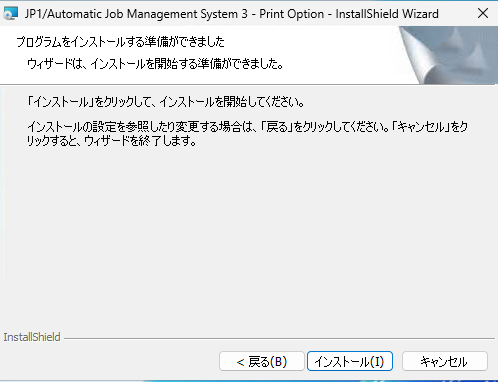 JP1/Automatic Job Management System 3 - Print Option - InstallShield Wizard
プログラムをインストールする準備ができました
ウィザードは、インストールを開始する準備ができました。
「インストール」をクリックして、インストールを開始してください。
インストールの設定を参照したり変更する場合は、「戻る」をクリックしてください。「キャンセル」をク
リックすると、ウィザードを終了します。
InstallShield
< 戻る(B)
インストール(I)
キャンセル